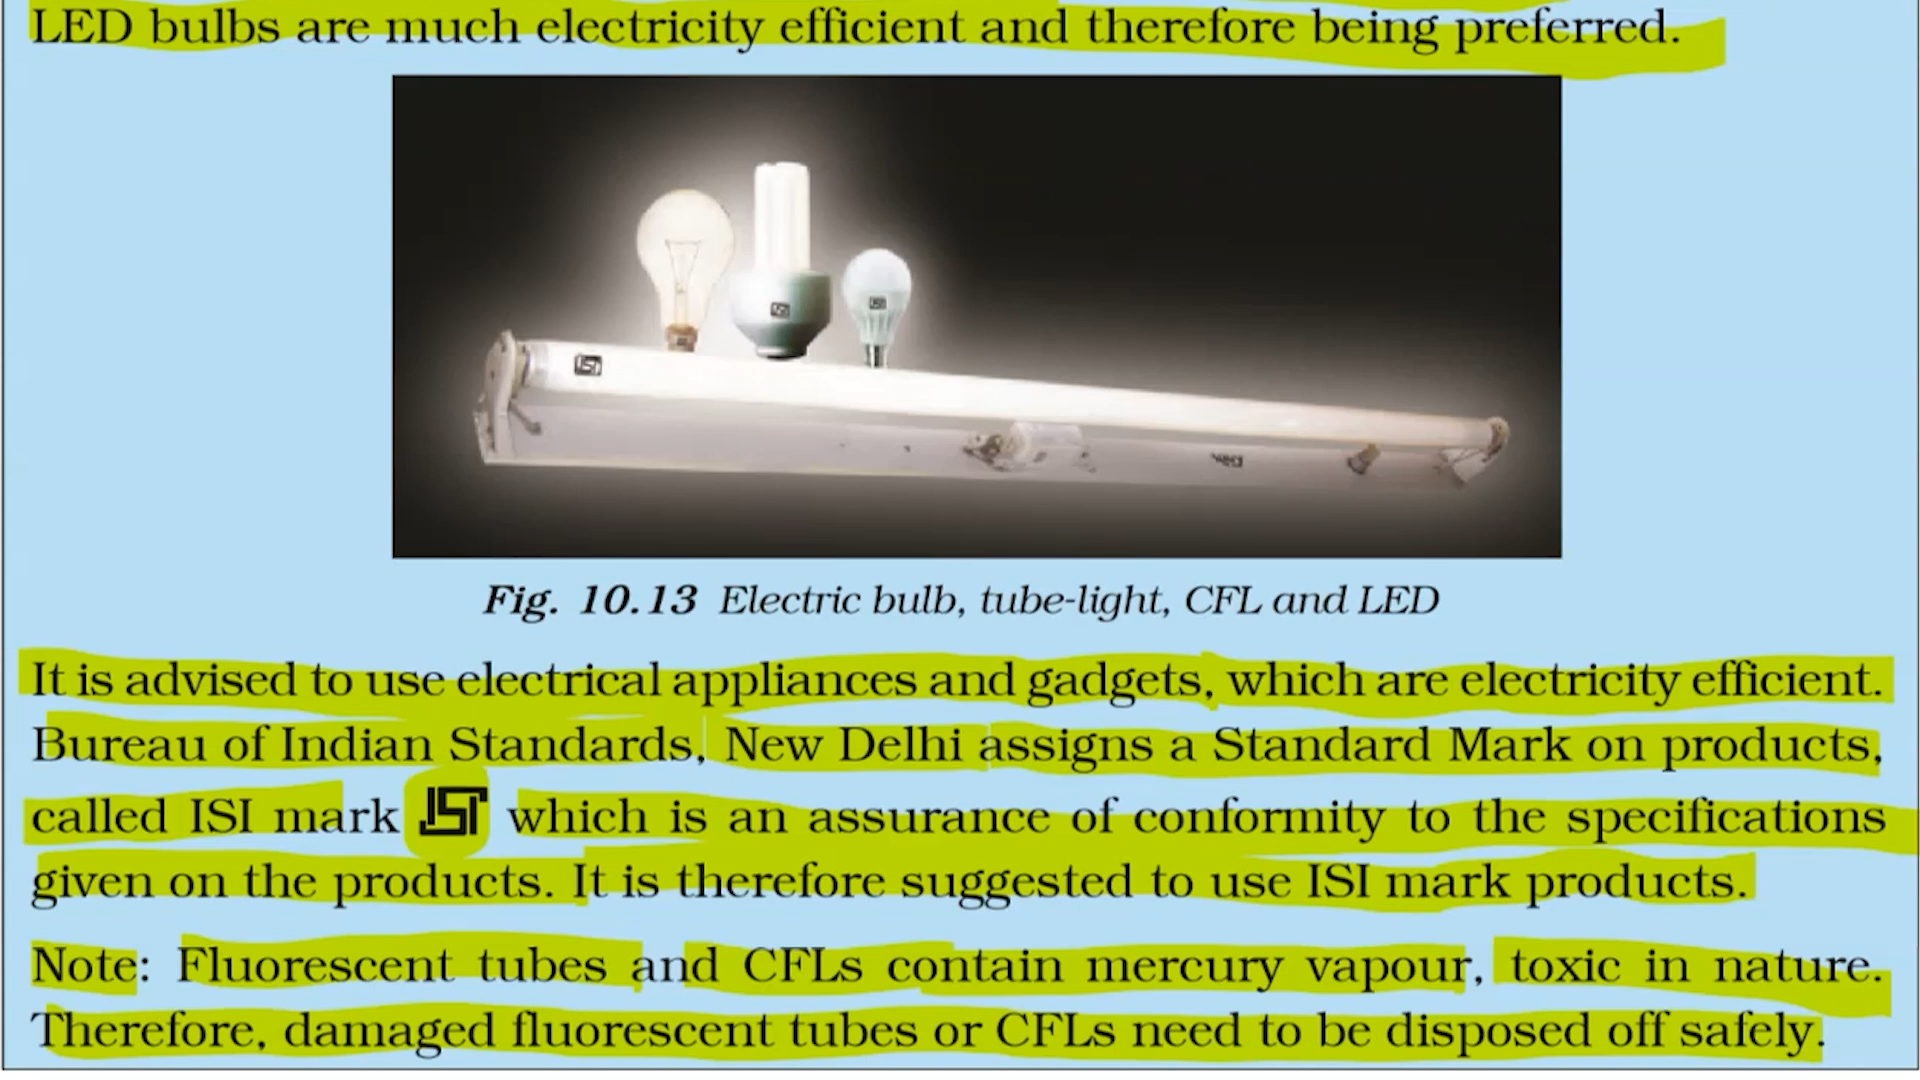 LED bulbs are much electricity efficient and therefore being preferred.
Fig. 10.13 Electric bulb, tube-light, CFL and LED
It is advised to use electrical appliances and gadgets, which are electricity efficient.
Bureau of Indian Standards, New Delhi assigns a Standard Mark on products,
called ISI mark ISI which is an assurance of conformity to the specifications
given on the products. It is therefore suggested to use ISI mark products.
Note: Fluorescent tubes and CFLs contain mercury vapour, toxic in nature.
Therefore, damaged fluorescent tubes or CFLs need to be disposed off safely.